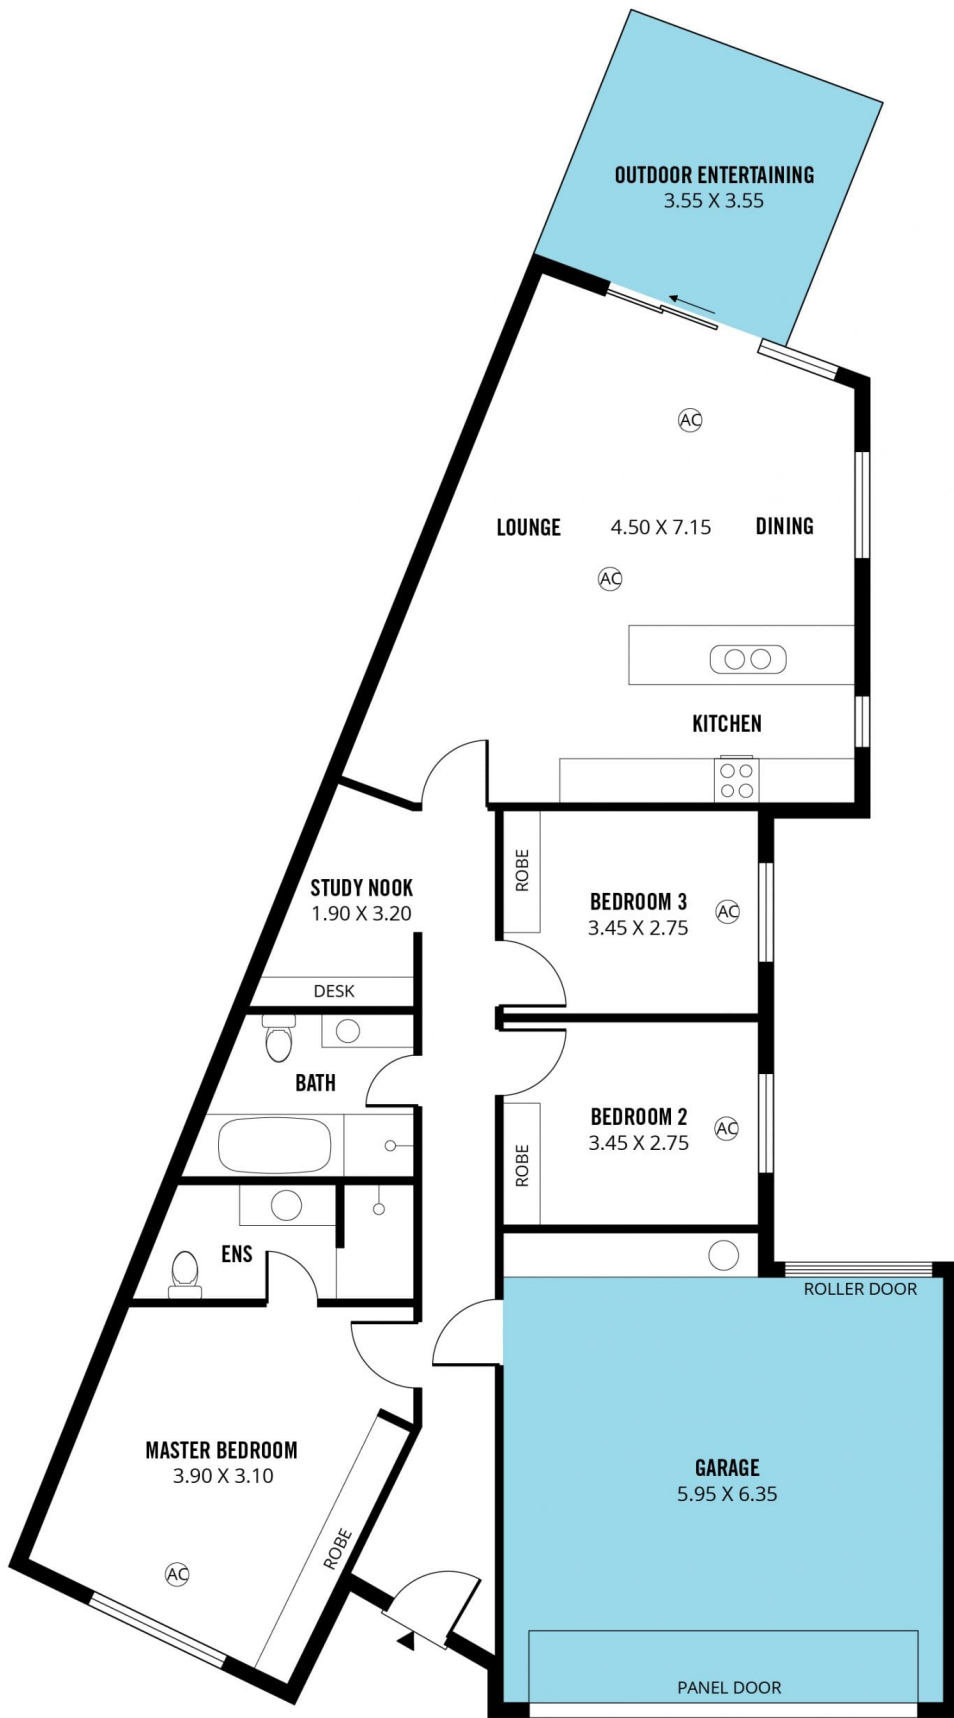 OUTDOOR ENTERTAINING
3.55 X 3.55
AC
LOUNGE 4.50 X 7.15 DINING
AC
KITCHEN
STUDY NOOK
1.90 X 3.20
DESK
ROBE
BEDROOM 3
3.45 X 2.75
AC
BATH
BEDROOM 2
3.45 X 2.75
AC
ROBE
ENS
ROLLER DOOR
MASTER BEDROOM
3.90 X 3.10
AC
ROBE
GARAGE
5.95 X 6.35
PANEL DOOR